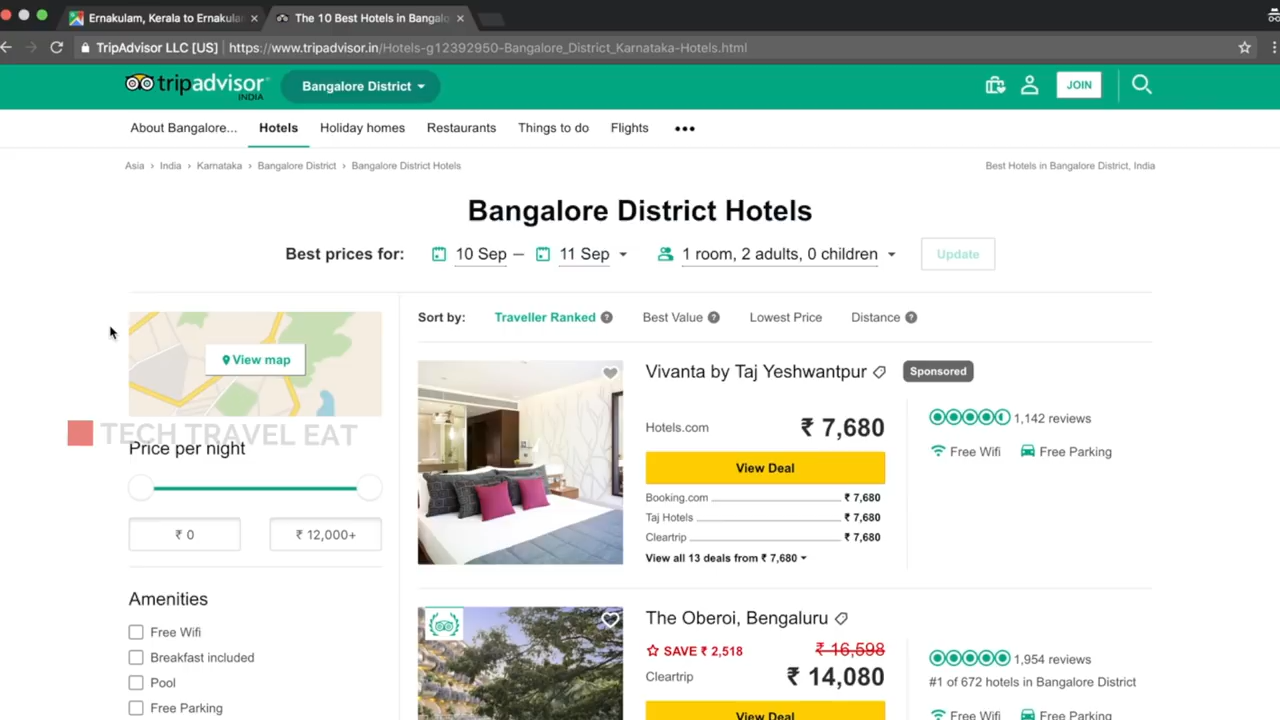 Ernakulam, Kerala to Ernakulam
The 10 Best Hotels in Bangalo
TripAdvisor LLC [US] https://www.tripadvisor.in/Hotels-g12392950-Bangalore_District_Karnataka-Hotels.html
tripadvisor
INDIA
Bangalore District
JOIN
About Bangalore... Hotels Holiday homes Restaurants Things to do Flights •••
Asia › India › Karnataka › Bangalore District › Bangalore District Hotels
Best Hotels in Bangalore District, India
Bangalore District Hotels
Best prices for: 10 Sep – 11 Sep 1 room, 2 adults, 0 children Update
View map
TECH TRAVEL EAT
Price per night
₹ 0 ₹ 12,000+
Amenities
Free Wifi
Breakfast included
Pool
Free Parking
Sort by: Traveller Ranked ? Best Value ? Lowest Price Distance ?
Vivanta by Taj Yeshwantpur Sponsored
Hotels.com ₹ 7,680
View Deal
Booking.com ₹ 7,680
Taj Hotels ₹ 7,680
Cleartrip ₹ 7,680
View all 13 deals from ₹ 7,680
1,142 reviews
Free Wifi Free Parking
The Oberoi, Bengaluru
SAVE ₹ 2,518 ₹ 16,598
Cleartrip ₹ 14,080
View Deal
1,954 reviews
#1 of 672 hotels in Bangalore District
Free Wifi Free Parking